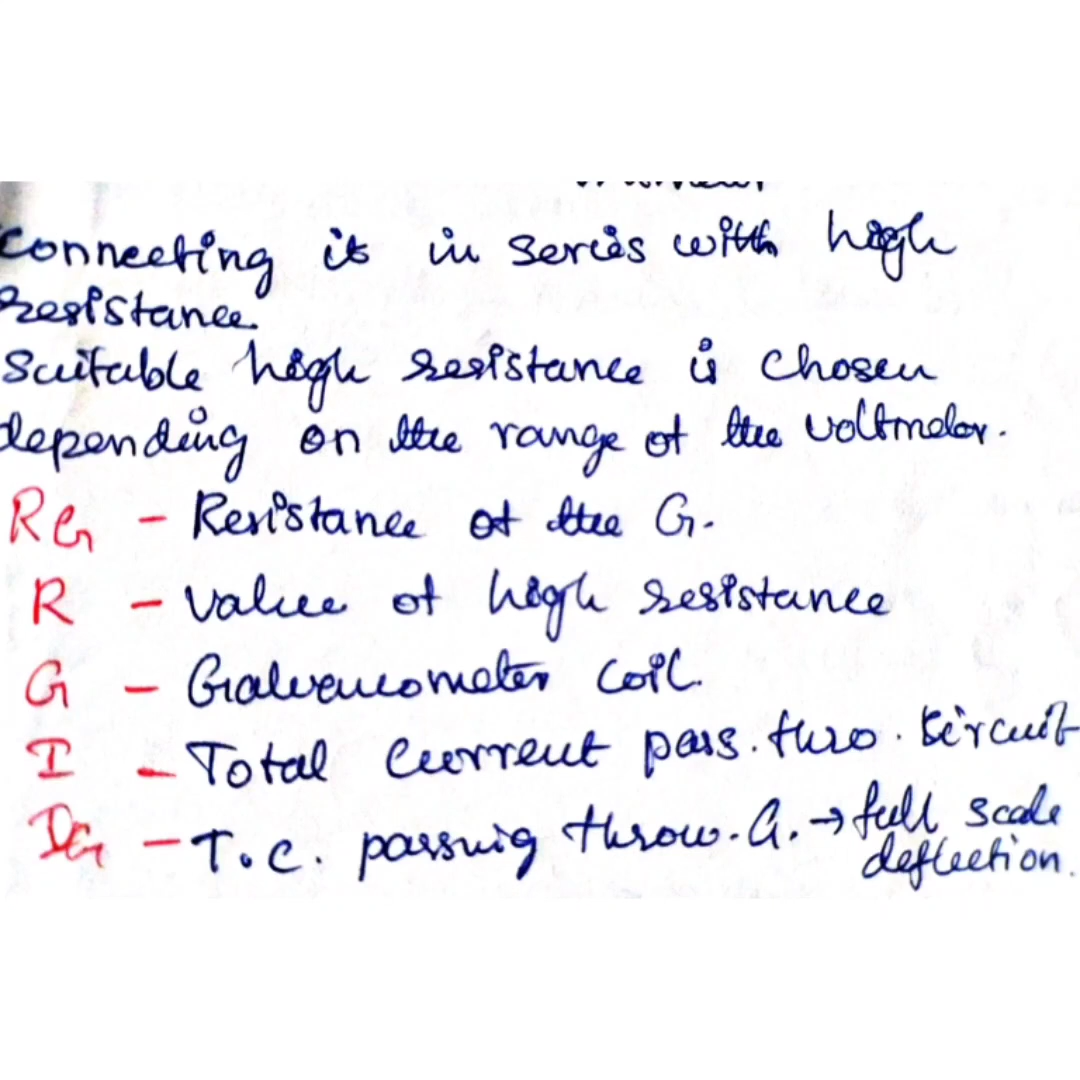 connecting it in series with high
resistance.
Suitable high resistance is chosen
depending on the range of the voltmeter.
RG - Resistance of the G.
R - value of high resistance
G - Galvanometer coil.
I - Total current pass. thro. circuit
IG - T.C. passing throw. G. → full scale
deflection.